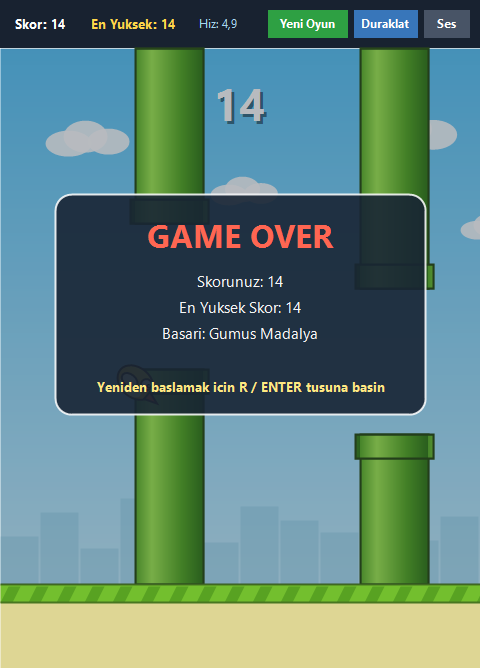 Skor: 14 En Yuksek: 14 Hiz: 4,9 Yeni Oyun Duraklat Ses
14
GAME OVER
Skorunuz: 14
En Yuksek Skor: 14
Basari: Gumus Madalya
Yeniden baslamak icin R / ENTER tusuna basin